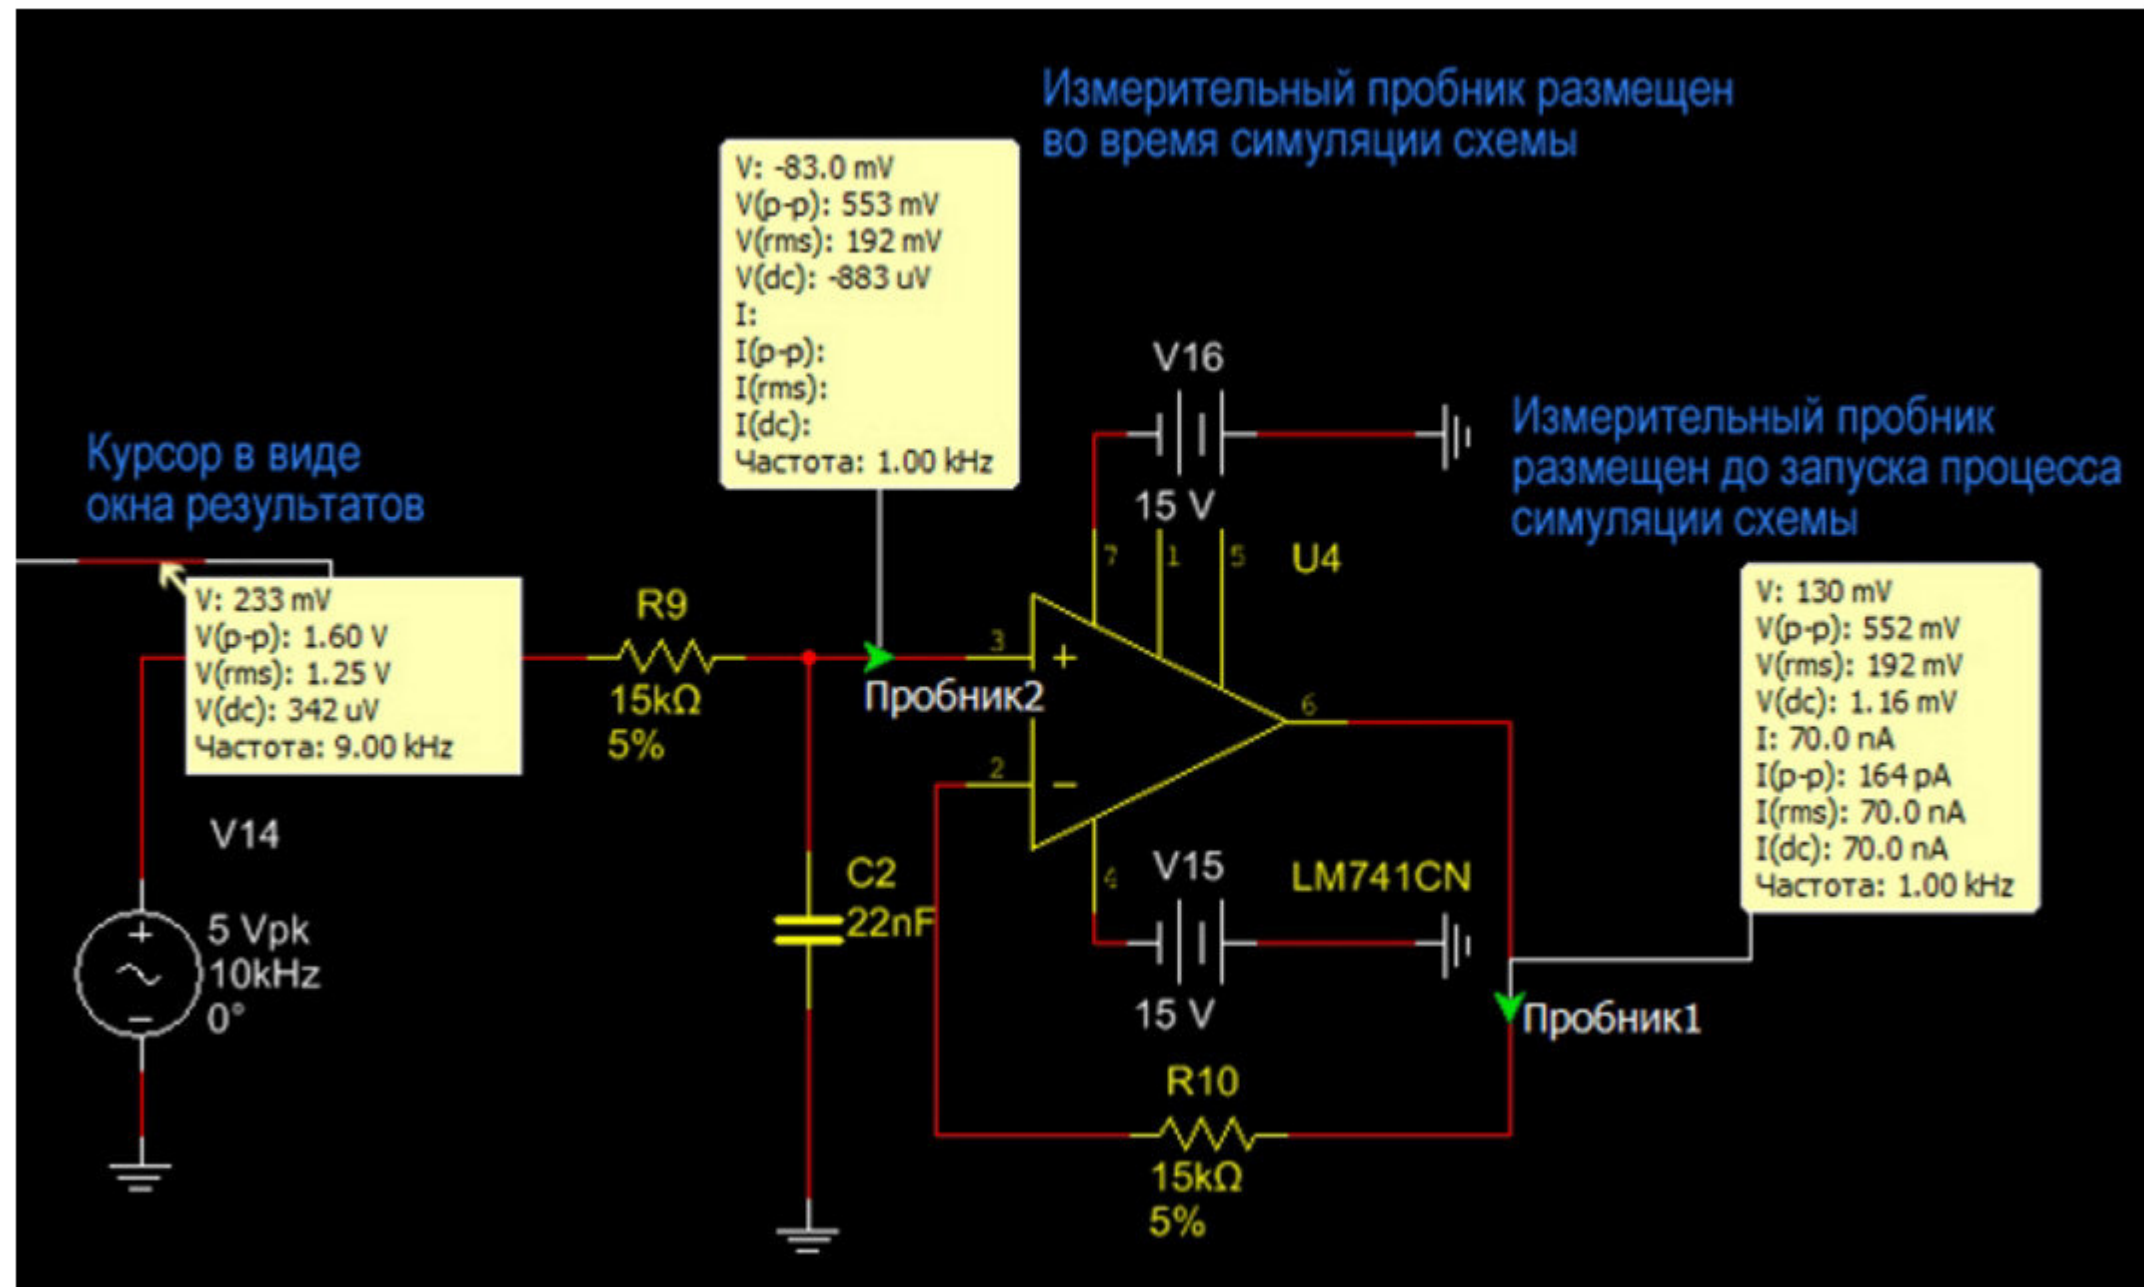 Измерительный пробник размещен
во время симуляции схемы
V: -83.0 mV
V(p-p): 553 mV
V(rms): 192 mV
V(dc): -883 uV
I:
I(p-p):
I(rms):
I(dc):
Частота: 1.00 kHz
V16
15 V
Измерительный пробник
размещен до запуска процесса
симуляции схемы
Курсор в виде
окна результатов
V: 233 mV
V(p-p): 1.60 V
V(rms): 1.25 V
V(dc): 342 uV
Частота: 9.00 kHz
R9
15kΩ
5%
Пробник2
7
1
5
U4
3
+
2
−
6
4
V: 130 mV
V(p-p): 552 mV
V(rms): 192 mV
V(dc): 1.16 mV
I: 70.0 nA
I(p-p): 164 pA
I(rms): 70.0 nA
I(dc): 70.0 nA
Частота: 1.00 kHz
V14
+
5 Vpk
10kHz
0°
−
C2
22nF
V15
LM741CN
15 V
Пробник1
R10
15kΩ
5%